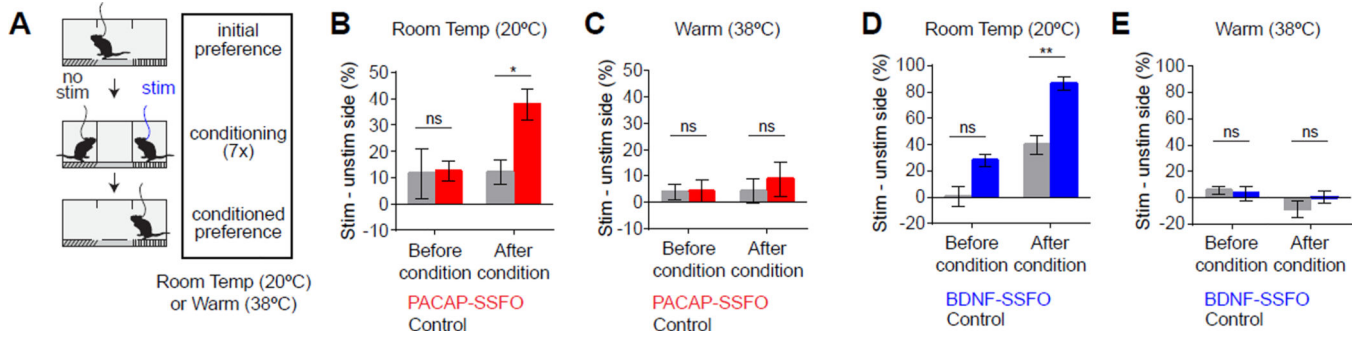 A
initial
preference
no
stim
stim
conditioning
(7x)
conditioned
preference
Room Temp (20ºC)
or Warm (38ºC)
B
Room Temp (20ºC)
Stim - unstim side (%)
50
40
30
20
10
0
-10
ns
*
Before
condition
After
condition
PACAP-SSFO
Control
C
Warm (38ºC)
Stim - unstim side (%)
50
40
30
20
10
0
-10
ns
ns
Before
condition
After
condition
PACAP-SSFO
Control
D
Room Temp (20ºC)
Stim - unstim side (%)
100
80
60
40
20
0
-20
ns
**
Before
condition
After
condition
BDNF-SSFO
Control
E
Warm (38ºC)
Stim - unstim side (%)
100
80
60
40
20
0
-20
ns
ns
Before
condition
After
condition
BDNF-SSFO
Control